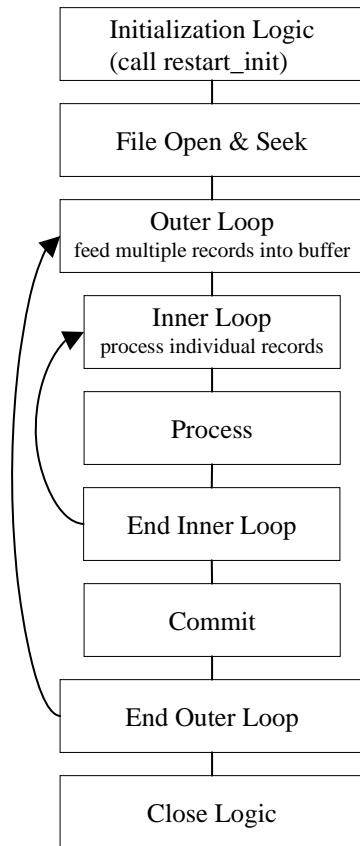 Initialization Logic
(call restart_init)
File Open & Seek
Outer Loop
feed multiple records into buffer
Inner Loop
process individual records
Process
End Inner Loop
Commit
End Outer Loop
Close Logic